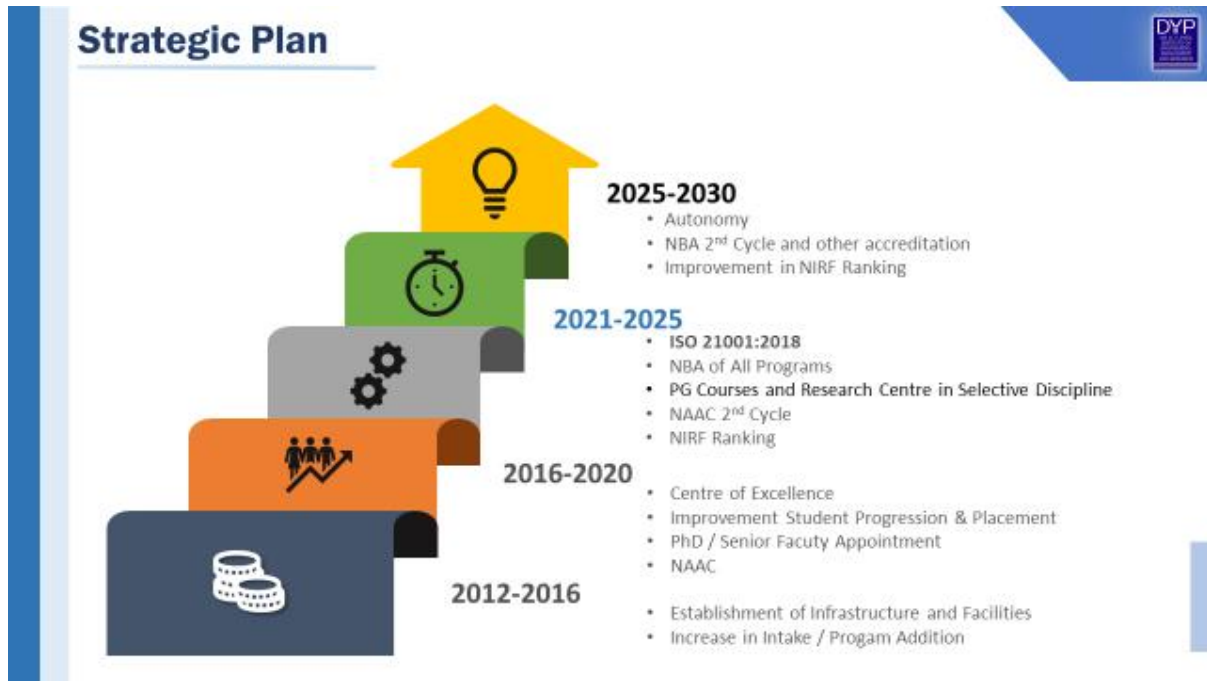 Strategic Plan
DYP
2025-2030
• Autonomy
• NBA 2nd Cycle and other accreditation
• Improvement in NIRF Ranking
2021-2025
• ISO 21001:2018
• NBA of All Programs
• PG Courses and Research Centre in Selective Discipline
• NAAC 2nd Cycle
• NIRF Ranking
2016-2020
• Centre of Excellence
• Improvement Student Progression & Placement
• PhD / Senior Facuty Appointment
• NAAC
2012-2016
• Establishment of Infrastructure and Facilities
• Increase in Intake / Progam Addition